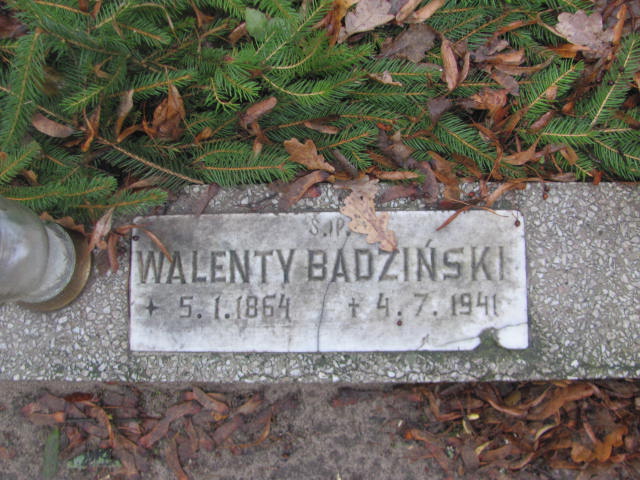 Ś.†P.
WALENTY BADZIŃSKI
* 5.1.1864 † 4.7.1941